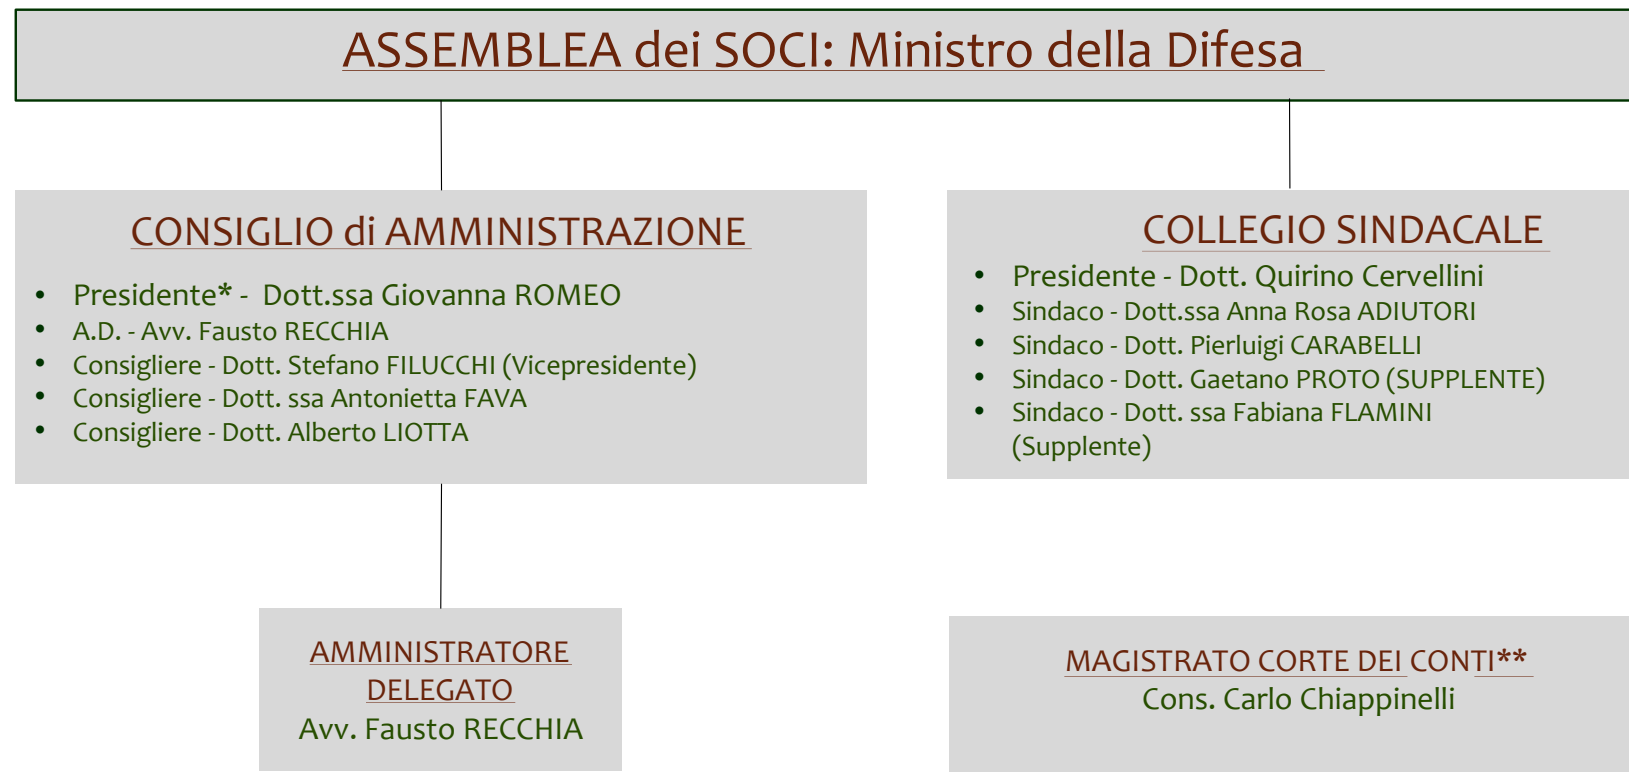 ASSEMBLEA dei SOCI: Ministro della Difesa
CONSIGLIO di AMMINISTRAZIONE
• Presidente* - Dott.ssa Giovanna ROMEO
• A.D. - Avv. Fausto RECCHIA
• Consigliere - Dott. Stefano FILUCCHI (Vicepresidente)
• Consigliere - Dott. ssa Antonietta FAVA
• Consigliere - Dott. Alberto LIOTTA
COLLEGIO SINDACALE
• Presidente - Dott. Quirino Cervellini
• Sindaco - Dott.ssa Anna Rosa ADIUTORI
• Sindaco - Dott. Pierluigi CARABELLI
• Sindaco - Dott. Gaetano PROTO (SUPPLENTE)
• Sindaco - Dott. ssa Fabiana FLAMINI
(Supplente)
AMMINISTRATORE
DELEGATO
Avv. Fausto RECCHIA
MAGISTRATO CORTE DEI CONTI**
Cons. Carlo Chiappinelli